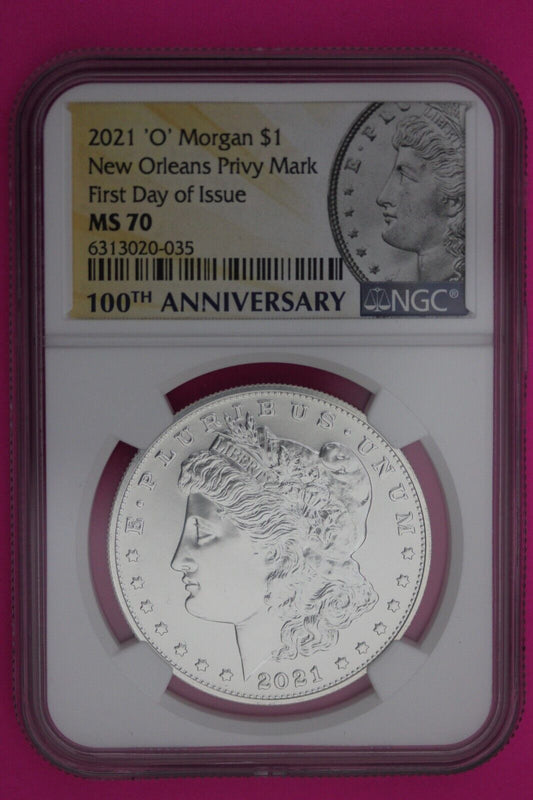 2021 'O' Morgan $1
New Orleans Privy Mark
First Day of Issue
MS 70
6313020-035
100TH ANNIVERSARY
NGC®
E·PLURIBUS·UNUM
LIBERTY
2021